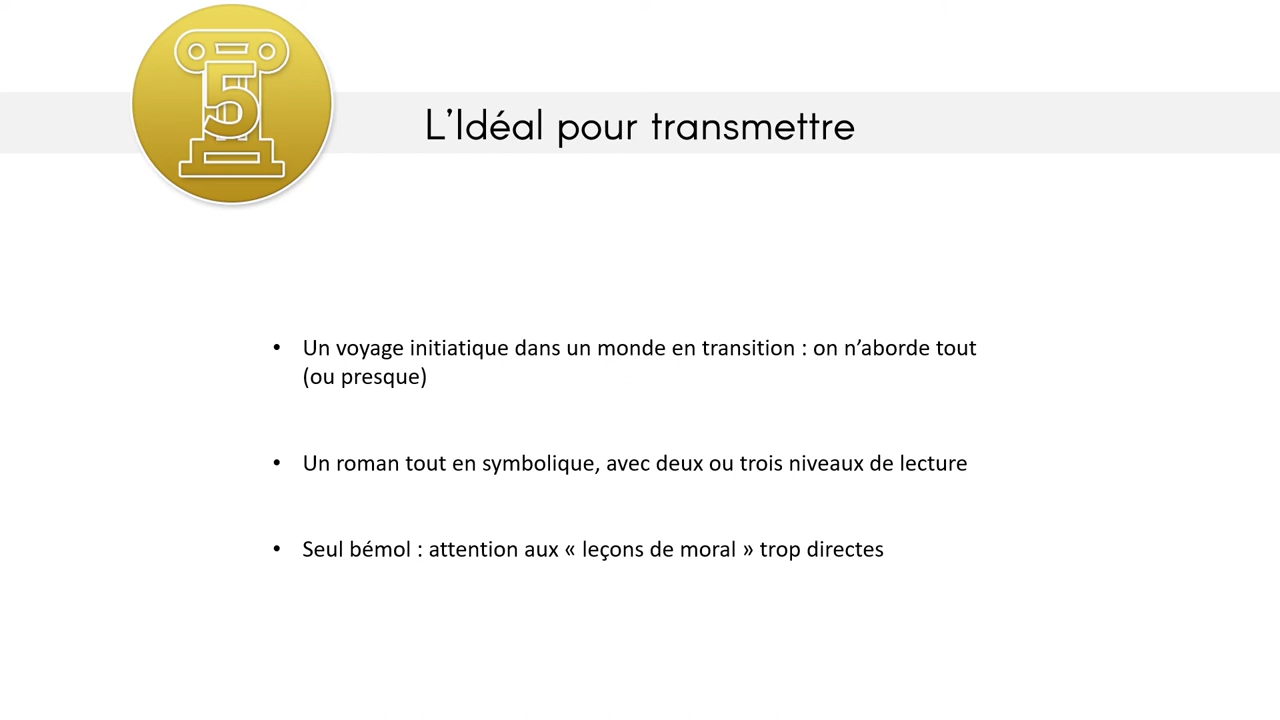 5
L’Idéal pour transmettre
• Un voyage initiatique dans un monde en transition : on n’aborde tout
(ou presque)
• Un roman tout en symbolique, avec deux ou trois niveaux de lecture
• Seul bémol : attention aux « leçons de moral » trop directes